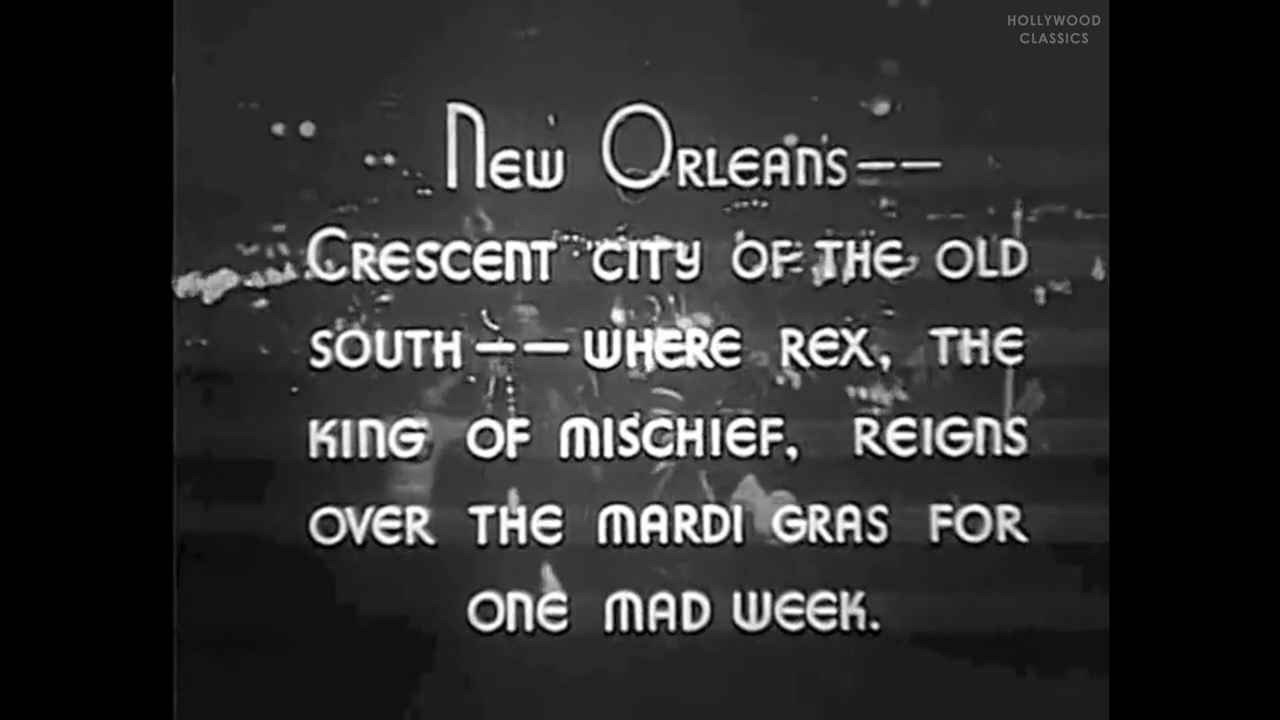 HOLLYWOOD
CLASSICS
New Orleans——
Crescent city of the old
south——where Rex, the
king of mischief, reigns
over the Mardi Gras for
one mad week.